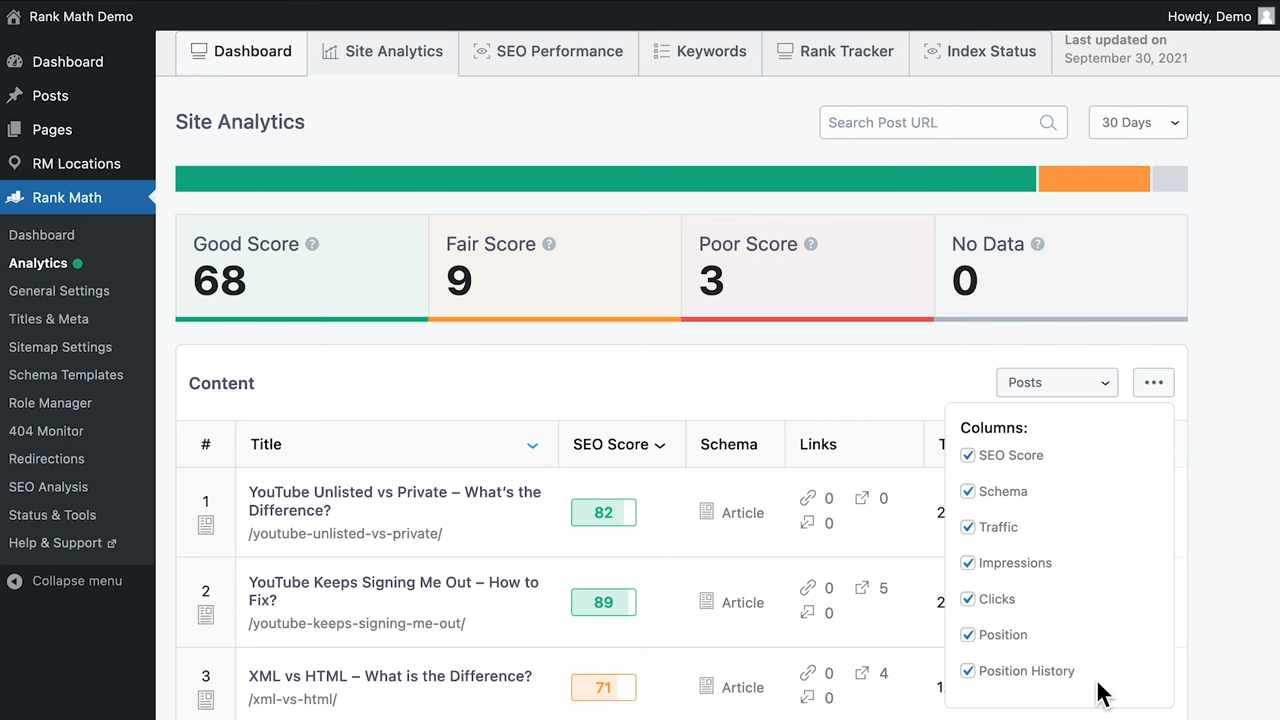 Rank Math Demo
Howdy, Demo
Dashboard
Posts
Pages
RM Locations
Rank Math
Dashboard
Analytics
General Settings
Titles & Meta
Sitemap Settings
Schema Templates
Role Manager
404 Monitor
Redirections
SEO Analysis
Status & Tools
Help & Support
Collapse menu
Dashboard
Site Analytics
SEO Performance
Keywords
Rank Tracker
Index Status
Last updated on
September 30, 2021
Site Analytics
Search Post URL
30 Days
Good Score ?
68
Fair Score ?
9
Poor Score ?
3
No Data ?
0
Content
Posts
# Title SEO Score Schema Links T
1
YouTube Unlisted vs Private – What's the
Difference?
/youtube-unlisted-vs-private/
82
Article
0 0
0
2
2
YouTube Keeps Signing Me Out – How to
Fix?
/youtube-keeps-signing-me-out/
89
Article
0 5
0
2
3
XML vs HTML – What is the Difference?
/xml-vs-html/
71
Article
0 4
0
1
Columns:
SEO Score
Schema
Traffic
Impressions
Clicks
Position
Position History